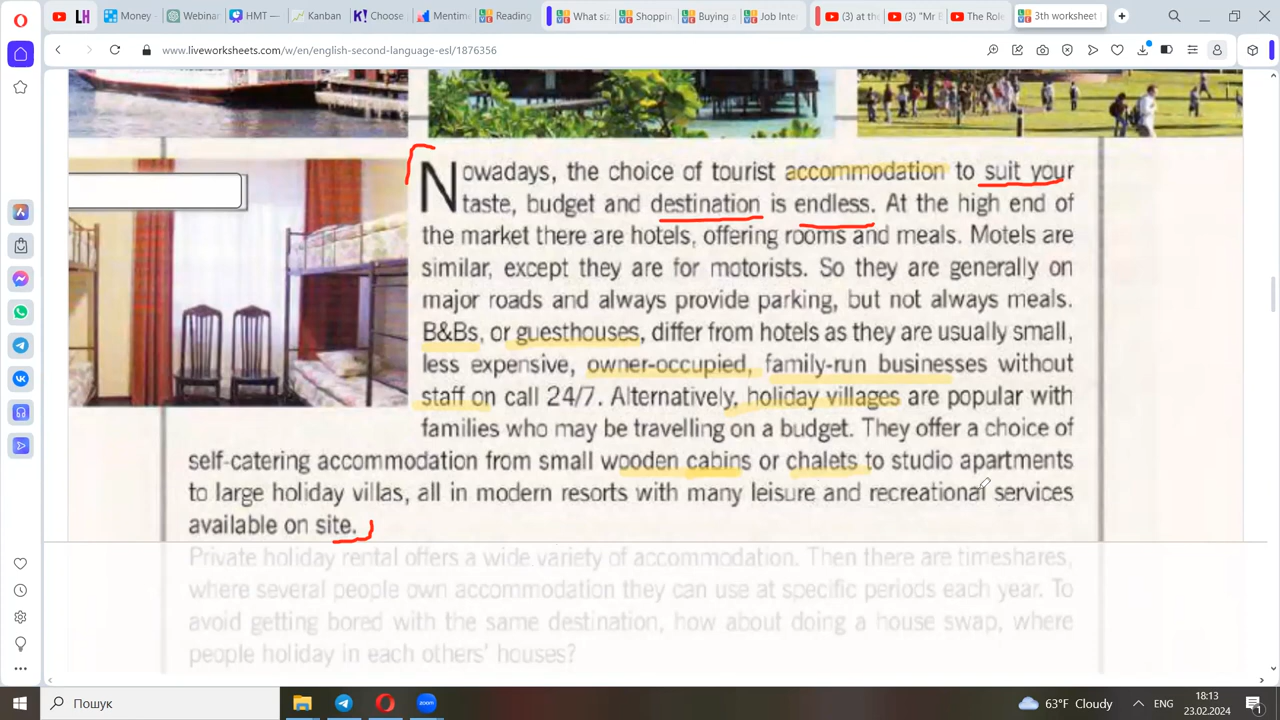 Money -
Webinar
HMT —
Kanban
Choose
Mentime
Reading
What siz
Shoppin
Buying a
Job Inter
(3) at the
(3) "Mr B
The Role
3th worksheet
www.liveworksheets.com/w/en/english-second-language-esl/1876356
Nowadays, the choice of tourist accommodation to suit your
taste, budget and destination is endless. At the high end of
the market there are hotels, offering rooms and meals. Motels are
similar, except they are for motorists. So they are generally on
major roads and always provide parking, but not always meals.
B&Bs, or guesthouses, differ from hotels as they are usually small,
less expensive, owner-occupied, family-run businesses without
staff on call 24/7. Alternatively, holiday villages are popular with
families who may be travelling on a budget. They offer a choice of
self-catering accommodation from small wooden cabins or chalets to studio apartments
to large holiday villas, all in modern resorts with many leisure and recreational services
available on site.
Private holiday rental offers a wide variety of accommodation. Then there are timeshares,
where several people own accommodation they can use at specific periods each year. To
avoid getting bored with the same destination, how about doing a house swap, where
people holiday in each others' houses?
Пошук
zoom
63°F Cloudy
ENG
18:13
23.02.2024
1